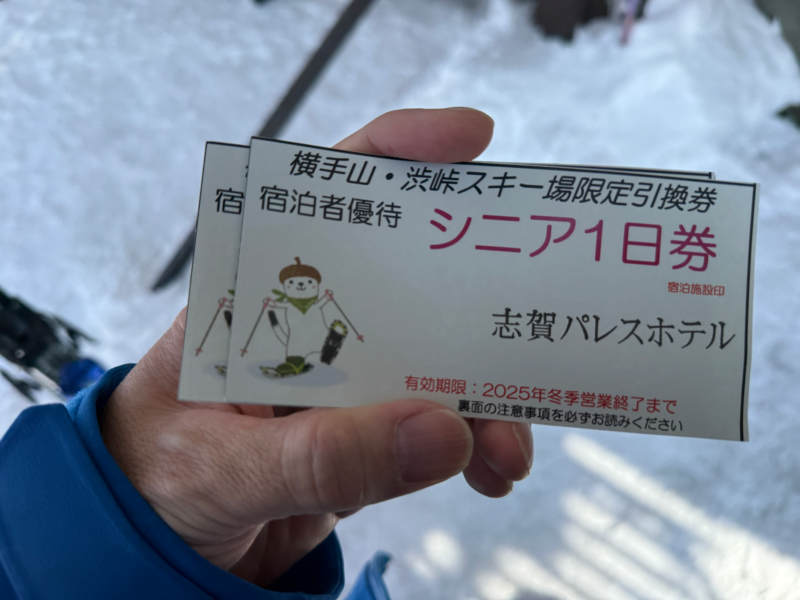 横手山・渋峠スキー場限定引換券
宿泊者優待
シニア1日券
宿泊施設印
志賀パレスホテル
有効期限：2025年冬季営業終了まで
裏面の注意事項を必ずお読みください
宿